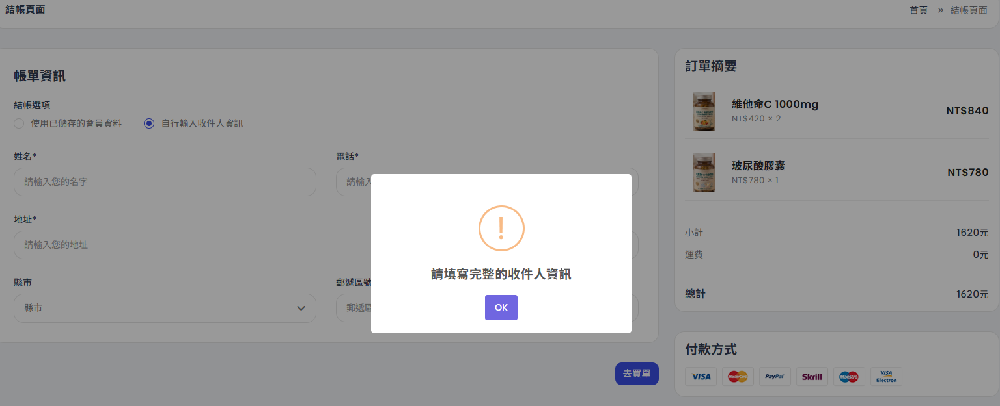 結帳頁面
首頁 » 結帳頁面
帳單資訊
結帳選項
使用已儲存的會員資料 自行輸入收件人資訊
姓名* 電話*
請輸入您的名字 請輸入
地址*
請輸入您的地址
縣市 郵遞區號
縣市 郵遞區
請填寫完整的收件人資訊
OK
去買單
訂單摘要
維他命C 1000mg
NT$420 × 2
NT$840
玻尿酸膠囊
NT$780 × 1
NT$780
小計 1620元
運費 0元
總計 1620元
付款方式
VISA MasterCard PayPal Skrill Maestro VISA Electron